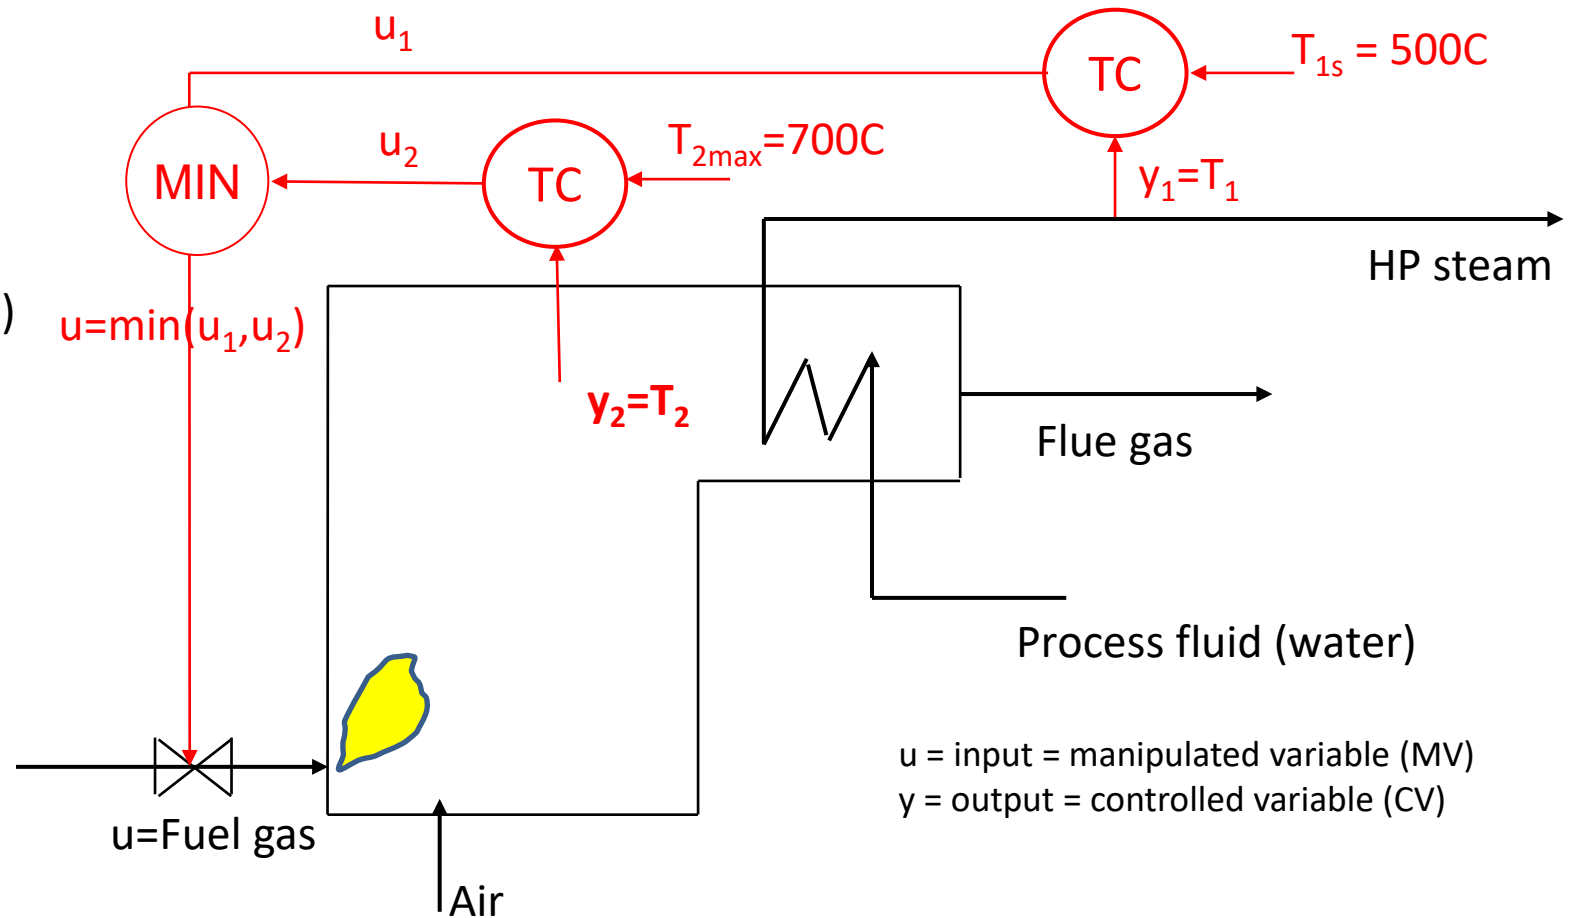 u₁
TC
T₁ₛ = 500C
MIN
u₂
TC
T₂ₘₐₓ=700C
y₁=T₁
HP steam
)
u=min(u₁,u₂)
y₂=T₂
Flue gas
Process fluid (water)
u = input = manipulated variable (MV)
y = output = controlled variable (CV)
u=Fuel gas
Air